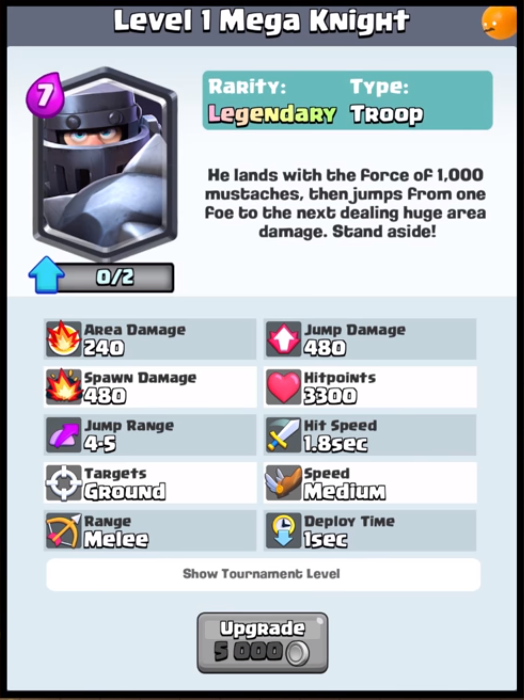 Level 1 Mega Knight
7
Rarity: Type:
Legendary Troop
He lands with the force of 1,000
mustaches, then jumps from one
foe to the next dealing huge area
damage. Stand aside!
0/2
Area Damage
240
Jump Damage
480
Spawn Damage
480
Hitpoints
3300
Jump Range
4-5
Hit Speed
1.8sec
Targets
Ground
Speed
Medium
Range
Melee
Deploy Time
1sec
Show Tournament Level
Upgrade
5 000